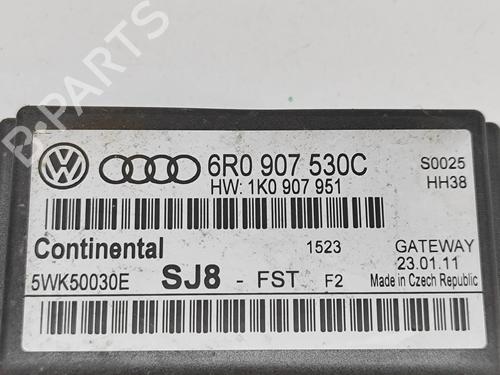 B-PARTS
6R0 907 530C
S0025
HW: 1K0 907 951
HH38
Continental
1523
GATEWAY
23.01.11
5WK50030E
SJ8 - FST F2
Made in Czech Republic